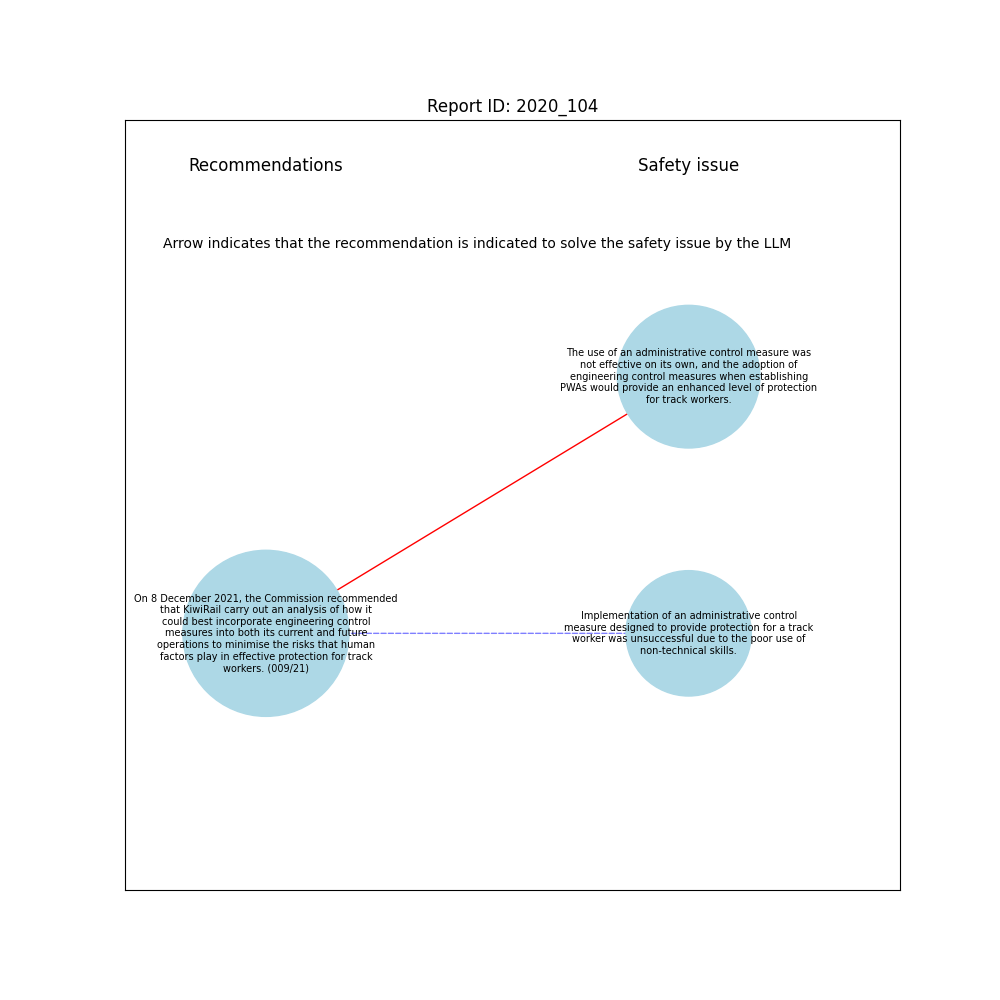 Report ID: 2020_104
Recommendations
Safety issue
Arrow indicates that the recommendation is indicated to solve the safety issue by the LLM
The use of an administrative control measure was
not effective on its own, and the adoption of
engineering control measures when establishing
PWAs would provide an enhanced level of protection
for track workers.
On 8 December 2021, the Commission recommended
that KiwiRail carry out an analysis of how it
could best incorporate engineering control
measures into both its current and future
operations to minimise the risks that human
factors play in effective protection for track
workers. (009/21)
Implementation of an administrative control
measure designed to provide protection for a track
worker was unsuccessful due to the poor use of
non-technical skills.